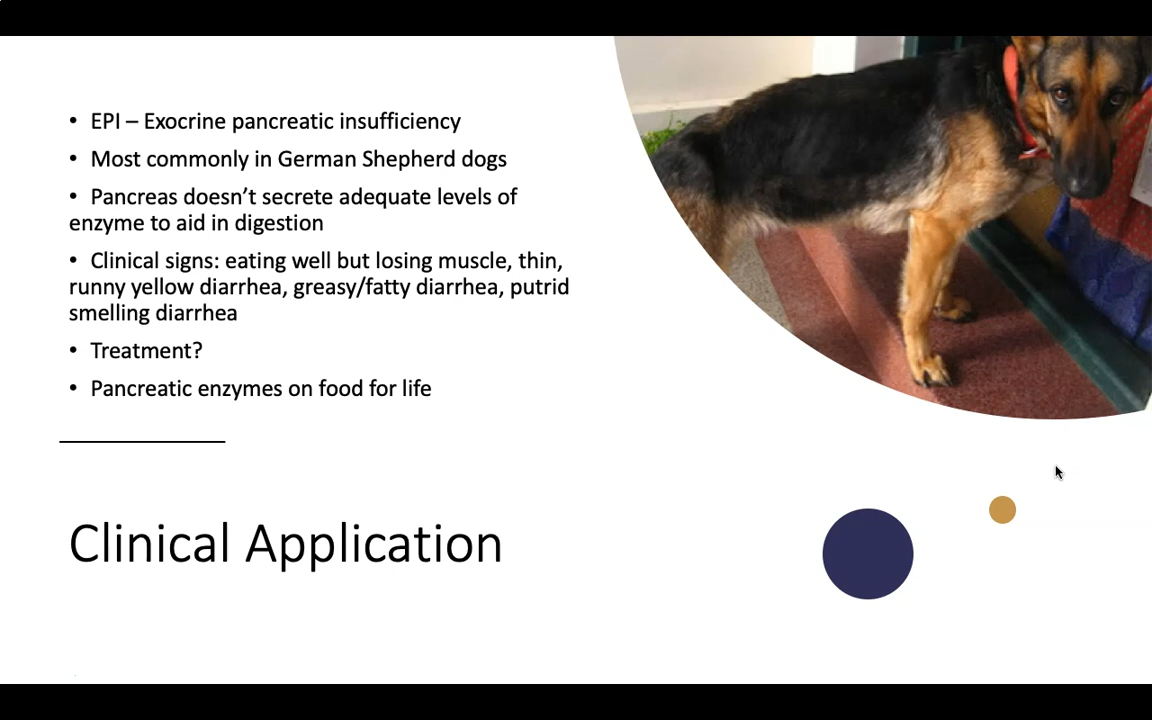 • EPI – Exocrine pancreatic insufficiency
• Most commonly in German Shepherd dogs
• Pancreas doesn’t secrete adequate levels of
enzyme to aid in digestion
• Clinical signs: eating well but losing muscle, thin,
runny yellow diarrhea, greasy/fatty diarrhea, putrid
smelling diarrhea
• Treatment?
• Pancreatic enzymes on food for life
Clinical Application